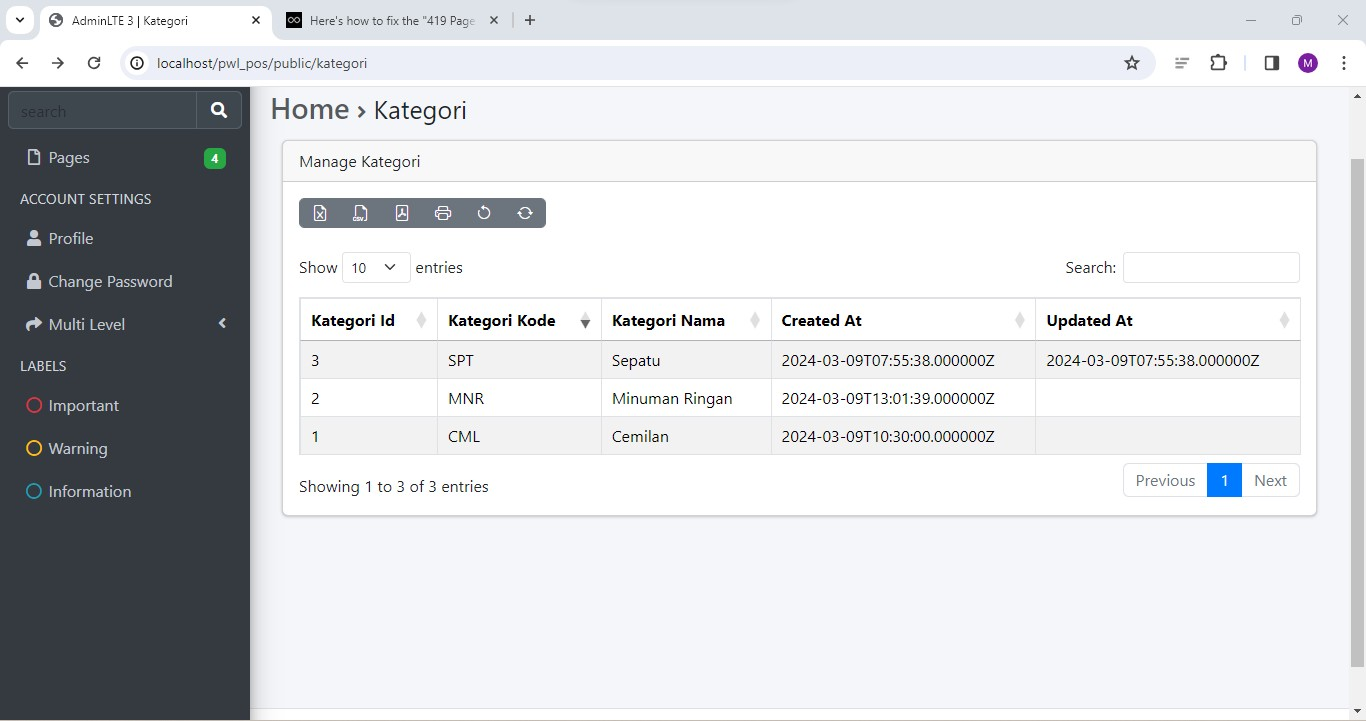 AdminLTE 3 | Kategori
Here's how to fix the "419 Page
localhost/pwl_pos/public/kategori
M
search
Pages 4
ACCOUNT SETTINGS
Profile
Change Password
Multi Level
LABELS
Important
Warning
Information
Home › Kategori
Manage Kategori
CSV
Show 10 entries
Search:
Kategori Id Kategori Kode Kategori Nama Created At Updated At
3 SPT Sepatu 2024-03-09T07:55:38.000000Z 2024-03-09T07:55:38.000000Z
2 MNR Minuman Ringan 2024-03-09T13:01:39.000000Z
1 CML Cemilan 2024-03-09T10:30:00.000000Z
Showing 1 to 3 of 3 entries
Previous 1 Next